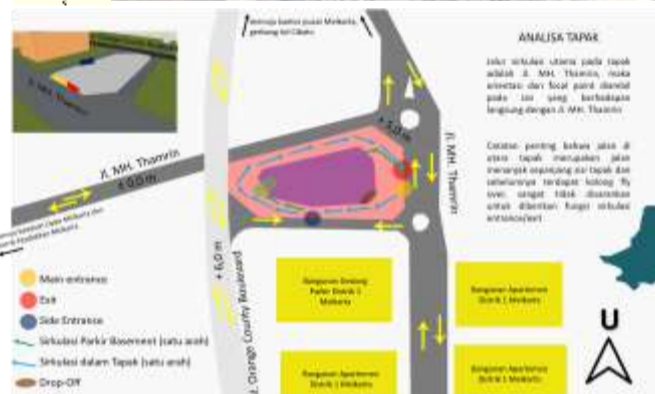 Menuju kantor pusat Meikarta,
gerbang tol Cibatu
ANALISA TAPAK
Jalur sirkulasi utama pada tapak
adalah Jl. MH. Thamrin, maka
orientasi dan focal point diambil
pada sisi yang berhadapan
langsung dengan Jl. MH. Thamrin
Catatan penting bahwa jalan di
utara tapak merupakan jalan
menanjak sepanjang sisi tapak dan
seberangnya terdapat kolong fly
over, sangat tidak disarankan
untuk diberikan fungsi sirkulasi
entrance/exit
Jl. MH. Thamrin
Jl. MH. Thamrin
± 0,0 m
+ 5,0 m
Jl. MH. Thamrin
+ 6,0 m
Jl. Orange County Boulevard
Main entrance
Exit
Side Entrance
Sirkulasi Parkir Basement (satu arah)
Sirkulasi dalam Tapak (satu arah)
Drop-Off
Bangunan Gedung
Parkir Distrik 1
Meikarta
Bangunan Apartemen
Distrik 1 Meikarta
Bangunan Apartemen
Distrik 1 Meikarta
Bangunan Apartemen
Distrik 1 Meikarta
U